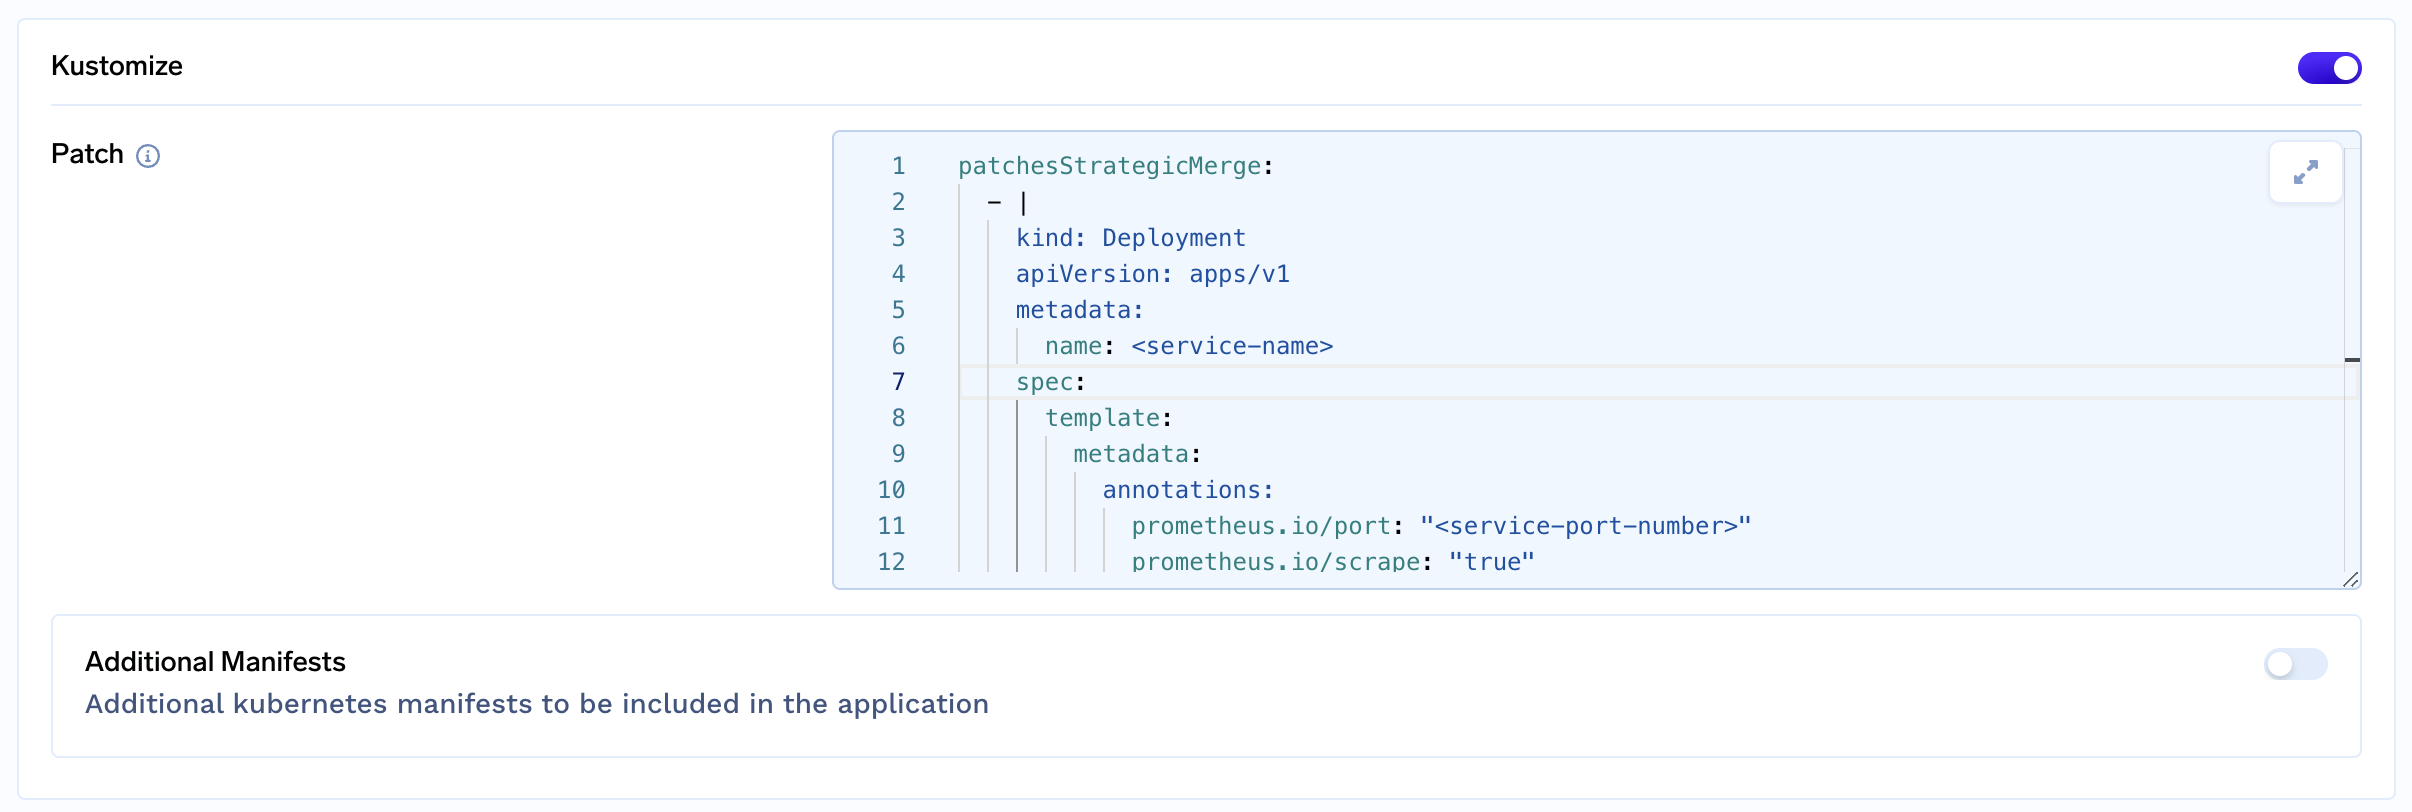 Kustomize
Patch
1 patchesStrategicMerge:
2   - |
3     kind: Deployment
4     apiVersion: apps/v1
5     metadata:
6       name: <service-name>
7     spec:
8       template:
9         metadata:
10           annotations:
11             prometheus.io/port: "<service-port-number>"
12             prometheus.io/scrape: "true"
Additional Manifests
Additional kubernetes manifests to be included in the application